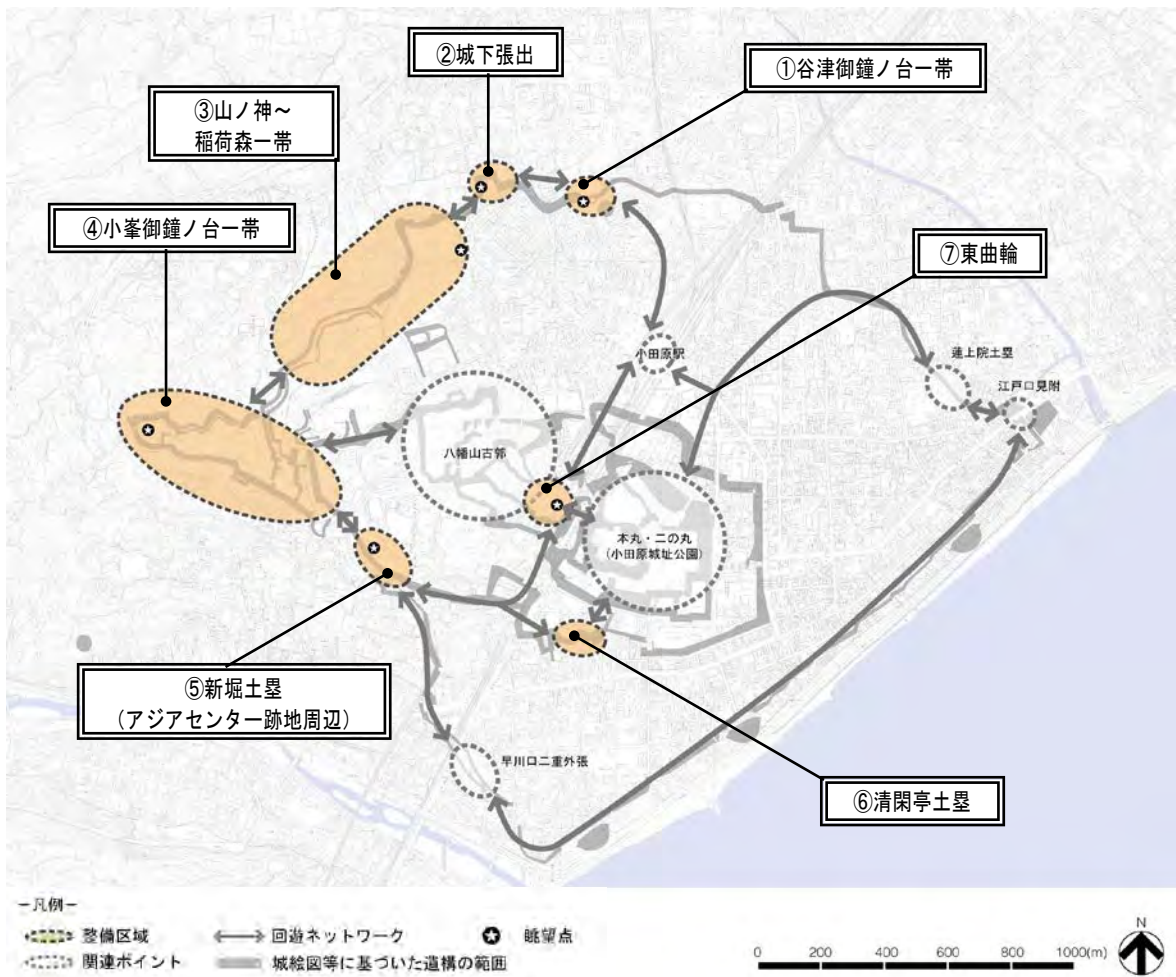 ②城下張出
①谷津御鐘ノ台一帯
③山ノ神～
稲荷森一帯
④小峯御鐘ノ台一帯
⑦東曲輪
小田原駅
蓮上院土塁
江戸口見附
八幡山古郭
本丸・二の丸
(小田原城址公園)
⑤新堀土塁
(アジアセンター跡地周辺)
早川口二重外張
⑥清閑亭土塁
－凡例－
整備区域
回遊ネットワーク
眺望点
関連ポイント
城絵図等に基づいた遺構の範囲
0 200 400 600 800 1000(m)
N